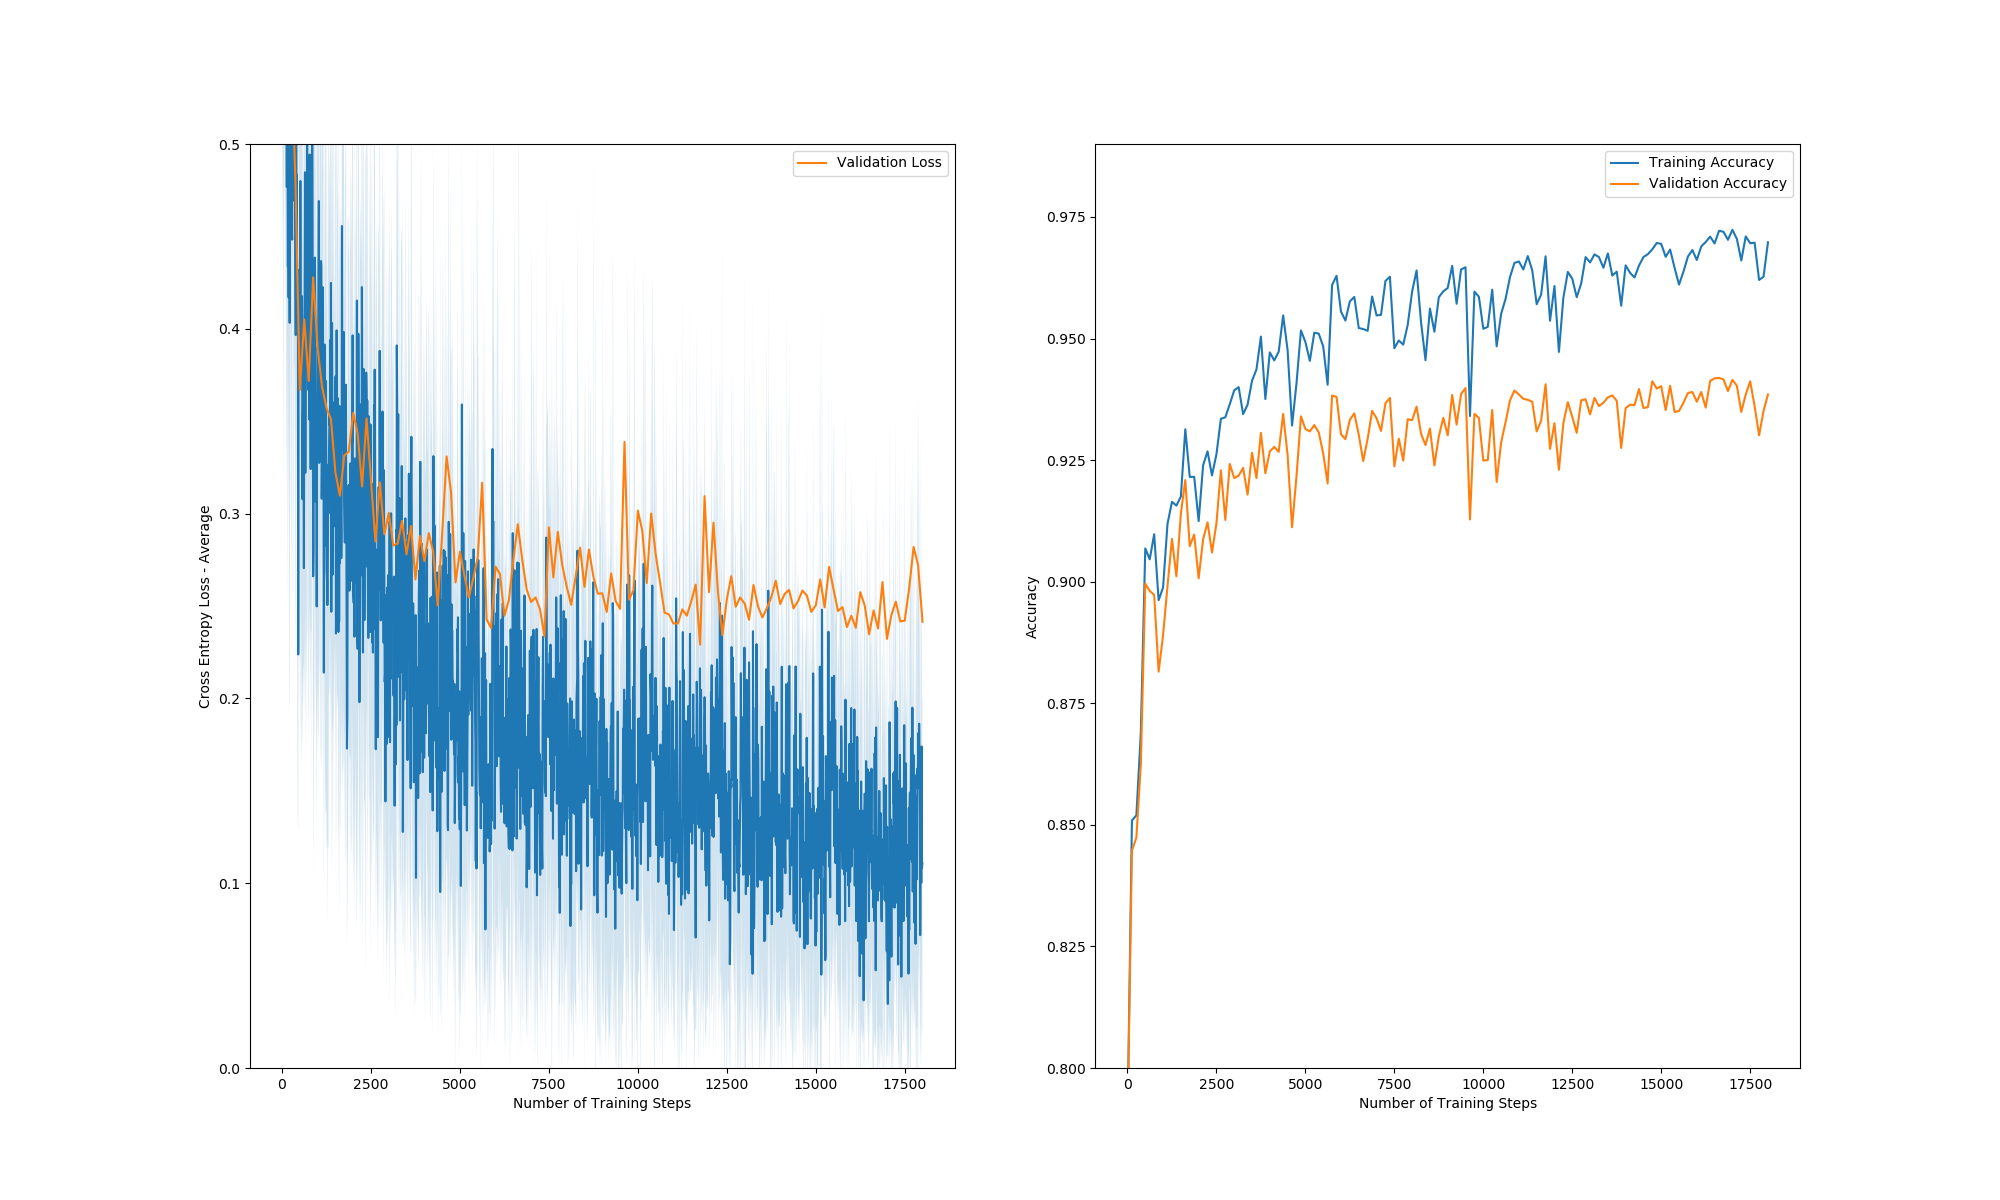 Validation Loss
0.5
0.4
0.3
0.2
0.1
0.0
Cross Entropy Loss - Average
0 2500 5000 7500 10000 12500 15000 17500
Number of Training Steps
Training Accuracy
Validation Accuracy
0.975
0.950
0.925
0.900
0.875
0.850
0.825
0.800
Accuracy
0 2500 5000 7500 10000 12500 15000 17500
Number of Training Steps